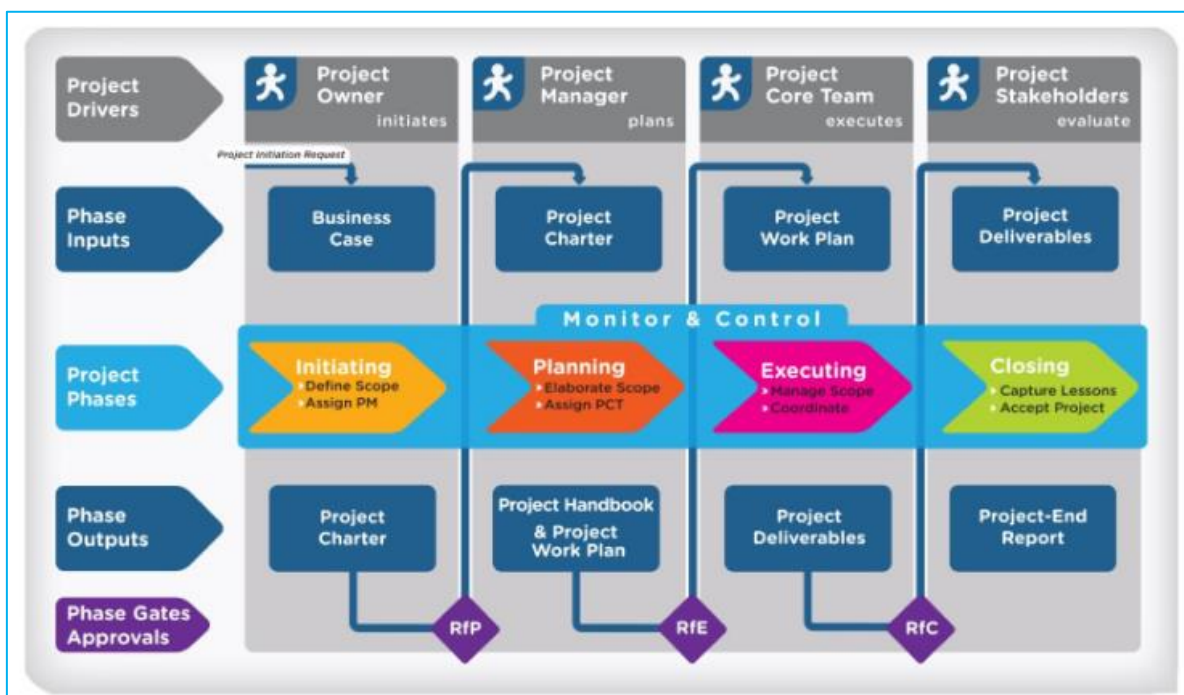 Project
Drivers
Project
Owner
initiates
Project
Manager
plans
Project
Core Team
executes
Project
Stakeholders
evaluate
Project Initiation Request
Phase
Inputs
Business
Case
Project
Charter
Project
Work Plan
Project
Deliverables
Monitor & Control
Project
Phases
Initiating
Define Scope
Assign PM
Planning
Elaborate Scope
Assign PCT
Executing
Manage Scope
Coordinate
Closing
Capture Lessons
Accept Project
Phase
Outputs
Project
Charter
Project Handbook
& Project
Work Plan
Project
Deliverables
Project-End
Report
Phase Gates
Approvals
RfP
RfE
RfC